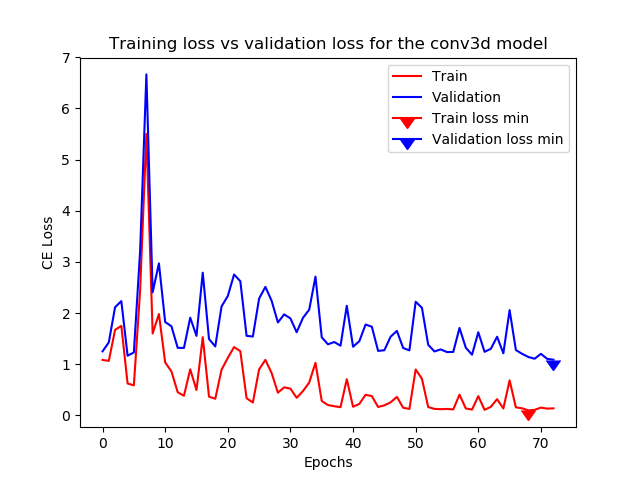 Training loss vs validation loss for the conv3d model
Train
Validation
Train loss min
Validation loss min
7
6
5
4
3
2
1
0
CE Loss
0 10 20 30 40 50 60 70
Epochs